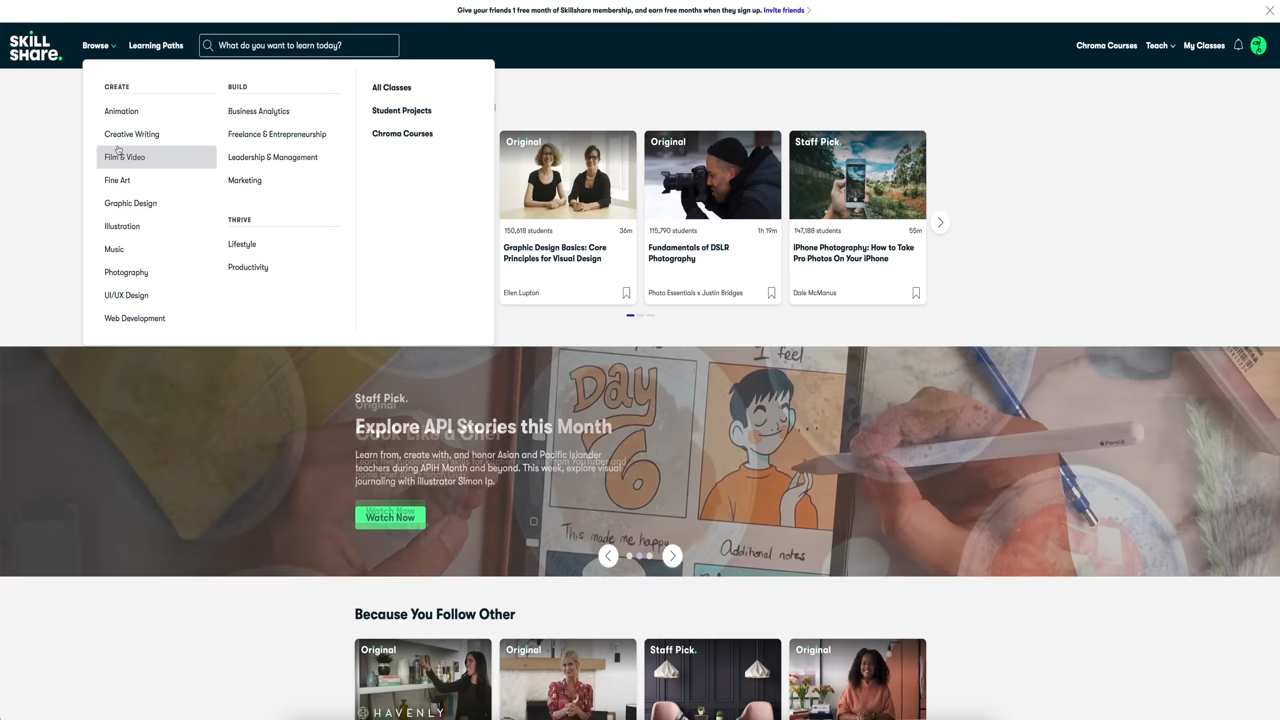 Give your friends 1 free month of Skillshare membership, and earn free months when they sign up. Invite friends
SKILL
SHARE.
Browse
Learning Paths
What do you want to learn today?
Chroma Courses
Teach
My Classes
CREATE
Animation
Creative Writing
Film & Video
Fine Art
Graphic Design
Illustration
Music
Photography
UI/UX Design
Web Development
BUILD
Business Analytics
Freelance & Entrepreneurship
Leadership & Management
Marketing
THRIVE
Lifestyle
Productivity
All Classes
Student Projects
Chroma Courses
Original
150,618 students 36m
Graphic Design Basics: Core
Principles for Visual Design
Ellen Lupton
Original
115,790 students 1h 19m
Fundamentals of DSLR
Photography
Photo Essentials x Justin Bridges
Staff Pick.
147,188 students 55m
iPhone Photography: How to Take
Pro Photos On Your iPhone
Dale McManus
Staff Pick.
Original
Explore API Stories this Month
Cook Like a Chef
Learn from, create with, and honor Asian and Pacific Islander
teachers during APIH Month and beyond. This week, explore visual
journaling with illustrator Simon Ip.
Watch Now
I feel
Day
6
This made me happy
Additional notes
Because You Follow Other
Original
HAVENLY
Original
Staff Pick.
Original